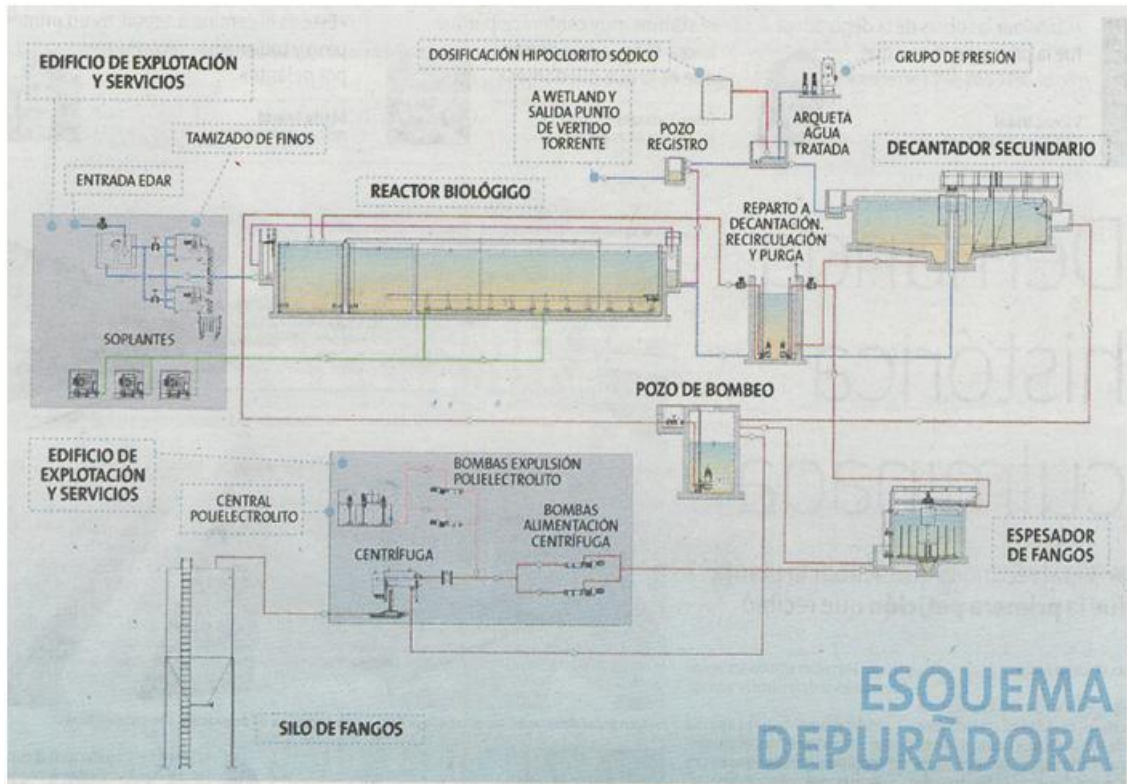 EDIFICIO DE EXPLOTACIÓN
Y SERVICIOS
TAMIZADO DE FINOS
ENTRADA EDAR
SOPLANTES
DOSIFICACIÓN HIPOCLORITO SÓDICO
GRUPO DE PRESIÓN
A WETLAND Y
SALIDA PUNTO
DE VERTIDO
TORRENTE
POZO
REGISTRO
ARQUETA
AGUA
TRATADA
DECANTADOR SECUNDARIO
REACTOR BIOLÓGIGO
REPARTO A
DECANTACIÓN.
RECIRCULACIÓN
Y PURGA
POZO DE BOMBEO
EDIFICIO DE
EXPLOTACIÓN
Y SERVICIOS
CENTRAL
POLIELECTROLITO
BOMBAS EXPULSIÓN
POLIELECTROLITO
BOMBAS
ALIMENTACIÓN
CENTRÍFUGA
CENTRÍFUGA
ESPESADOR
DE FANGOS
SILO DE FANGOS
ESQUEMA
DEPURÀDORA